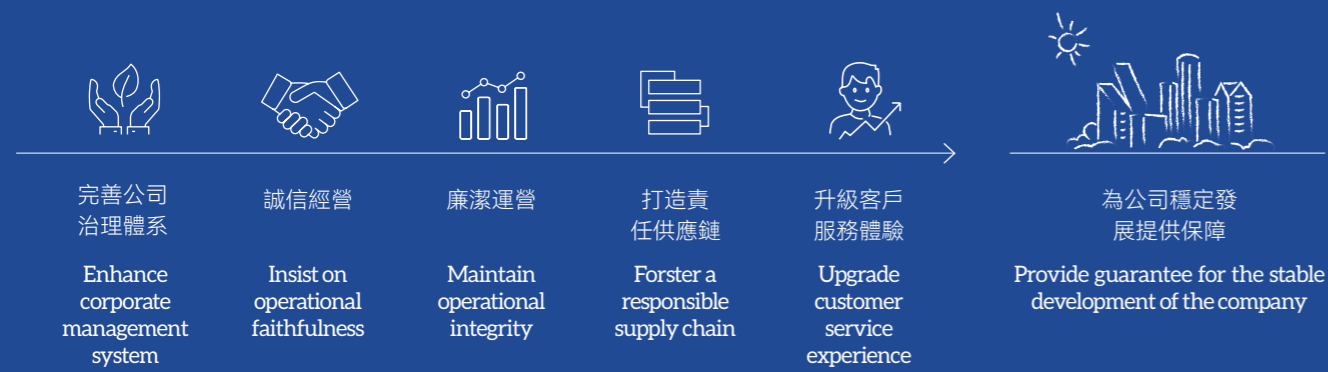 完善公司
治理體系
Enhance
corporate
management
system
誠信經營
Insist on
operational
faithfulness
廉潔運營
Maintain
operational
integrity
打造責
任供應鏈
Forster a
responsible
supply chain
升級客戶
服務體驗
Upgrade
customer
service
experience
為公司穩定發
展提供保障
Provide guarantee for the stable
development of the company